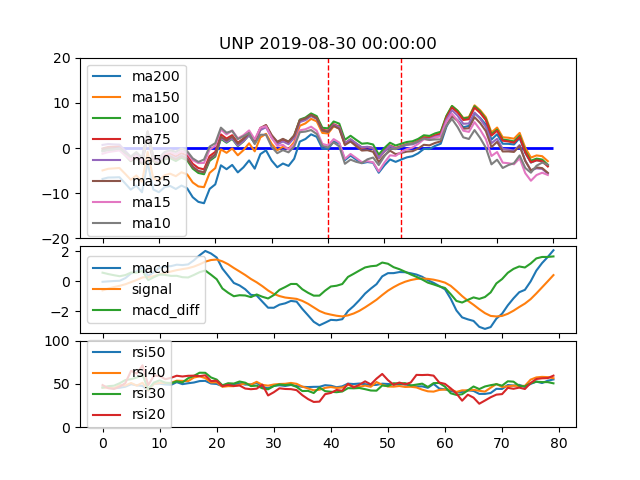 UNP 2019-08-30 00:00:00
20
10
0
−10
−20
ma200
ma150
ma100
ma75
ma50
ma35
ma15
ma10
2
0
−2
macd
signal
macd_diff
100
50
0
rsi50
rsi40
rsi30
rsi20
0 10 20 30 40 50 60 70 80